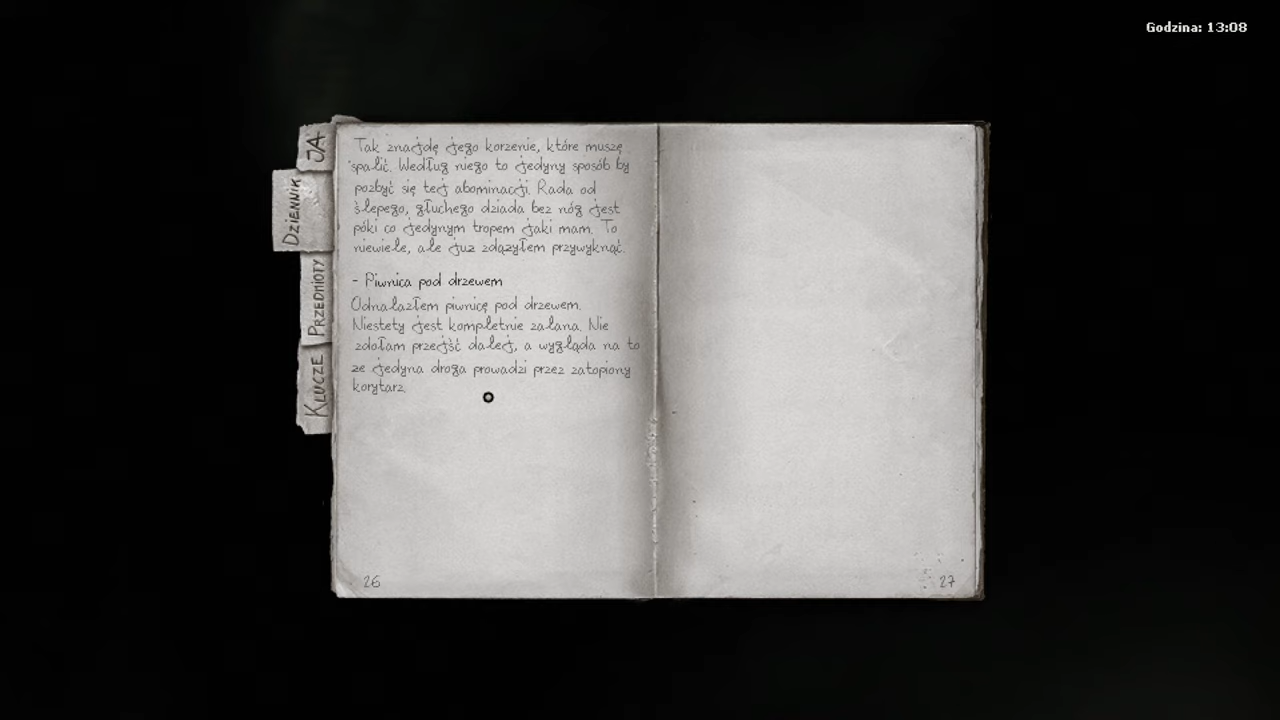 Godzina: 13:08
JA
DZIENNIK
PRZEDMIOTY
KLUCZE
Tak znajdę jego korzenie, które muszę
spalić. Według niego to jedyny sposób by
pozbyć się tej abominacji. Rada od
ślepego, głuchego dziada bez nóg jest
póki co jedynym tropem jaki mam. To
niewiele, ale już zdążyłem przywyknąć.
- Piwnica pod drzewem
Odnalazłem piwnicę pod drzewem.
Niestety jest kompletnie zalana. Nie
zdołam przejść dalej, a wygląda na to
że jedyna droga prowadzi przez zatopiony
korytarz.
26
27